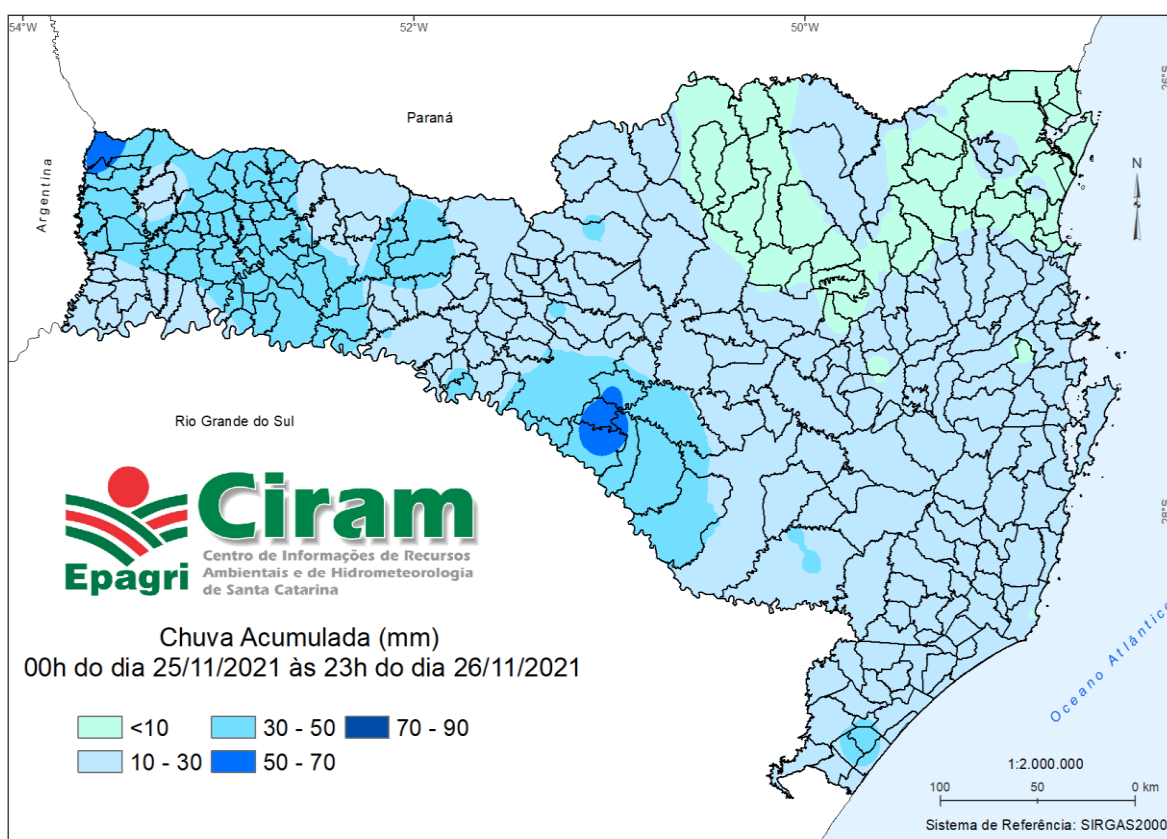 54°W
52°W
50°W
26°S
Paraná
Argentina
N
Rio Grande do Sul
28°S
Ciram
Centro de Informações de Recursos
Ambientais e de Hidrometeorologia
de Santa Catarina
Epagri
Oceano Atlântico
Chuva Acumulada (mm)
00h do dia 25/11/2021 às 23h do dia 26/11/2021
<10
30 - 50
70 - 90
10 - 30
50 - 70
1:2.000.000
100
50
0 km
Sistema de Referência: SIRGAS2000